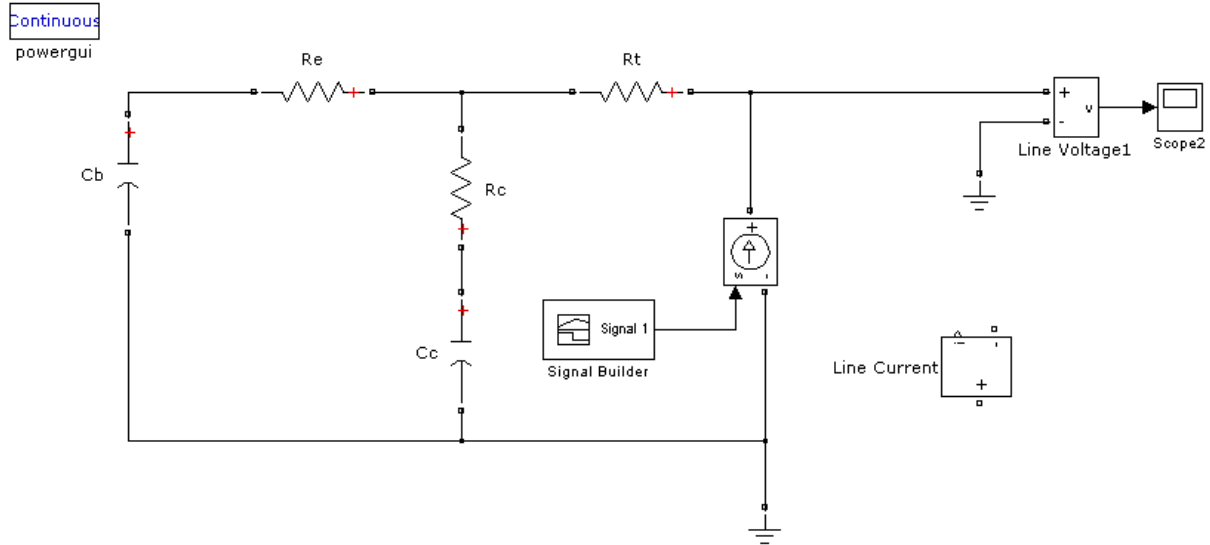 Continuous
powergui
Re
Rt
+
-
v
Line Voltage1
Scope2
Cb
Rc
+
s
-
Signal 1
Signal Builder
Cc
Line Current
i
-
+